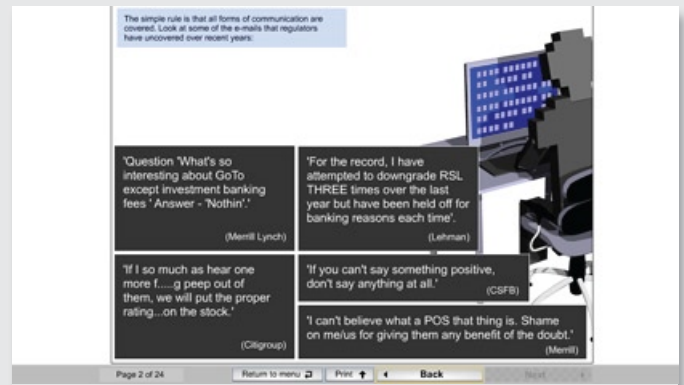 The simple rule is that all forms of communication are
covered. Look at some of the e-mails that regulators
have uncovered over recent years:
'Question 'What's so
interesting about GoTo
except investment banking
fees ' Answer - 'Nothin'.'
(Merrill Lynch)
'For the record, I have
attempted to downgrade RSL
THREE times over the last
year but have been held off for
banking reasons each time'.
(Lehman)
'If I so much as hear one
more f.....g peep out of
them, we will put the proper
rating...on the stock.'
(Citigroup)
'If you can't say something positive,
don't say anything at all.'
(CSFB)
'I can't believe what a POS that thing is. Shame
on me/us for giving them any benefit of the doubt.'
(Merrill)
Page 2 of 24
Return to menu
Print
Back
Next